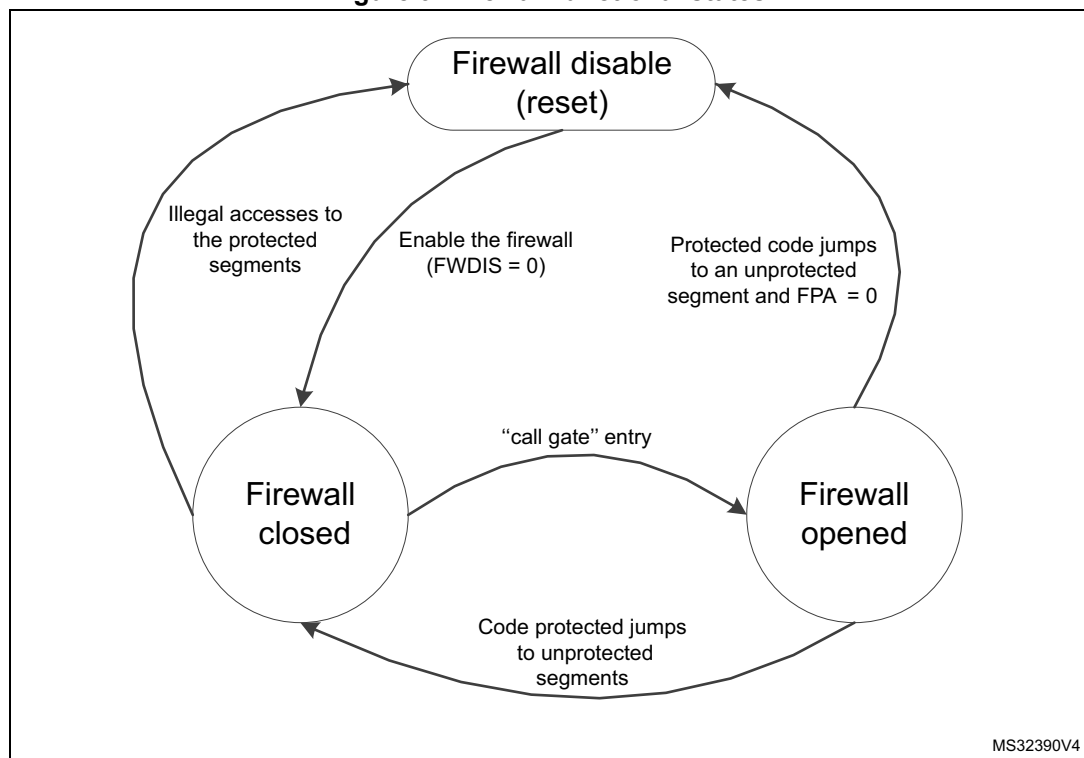 Firewall disable
(reset)
Illegal accesses to
the protected
segments
Enable the firewall
(FWDIS = 0)
Protected code jumps
to an unprotected
segment and FPA  = 0
“call gate” entry
Firewall
closed
Firewall
opened
Code protected jumps
to unprotected
segments
MS32390V4